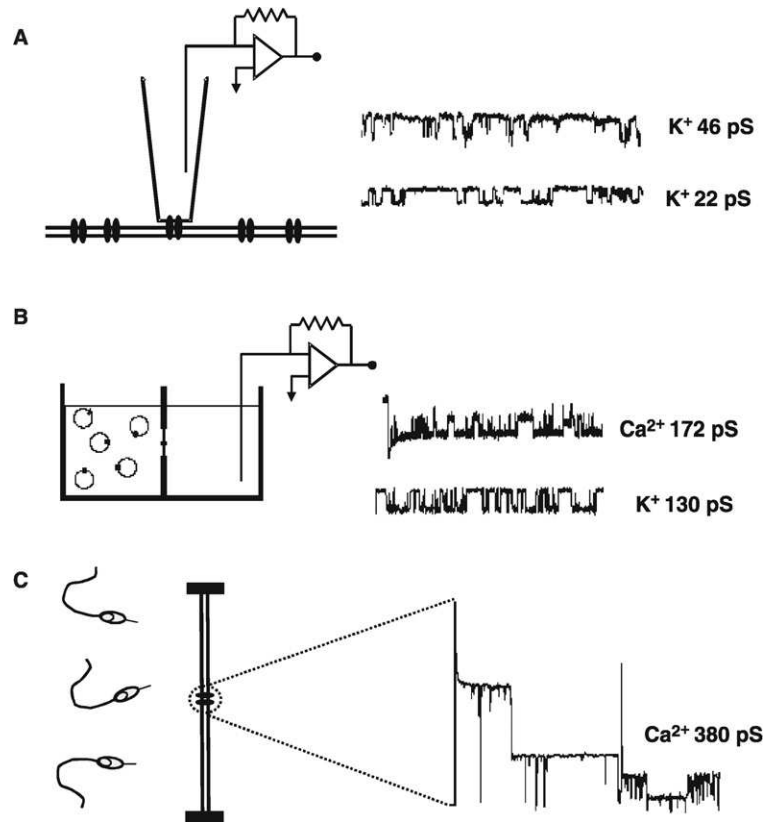 A
K⁺ 46 pS
K⁺ 22 pS
B
Ca²⁺ 172 pS
K⁺ 130 pS
C
Ca²⁺ 380 pS